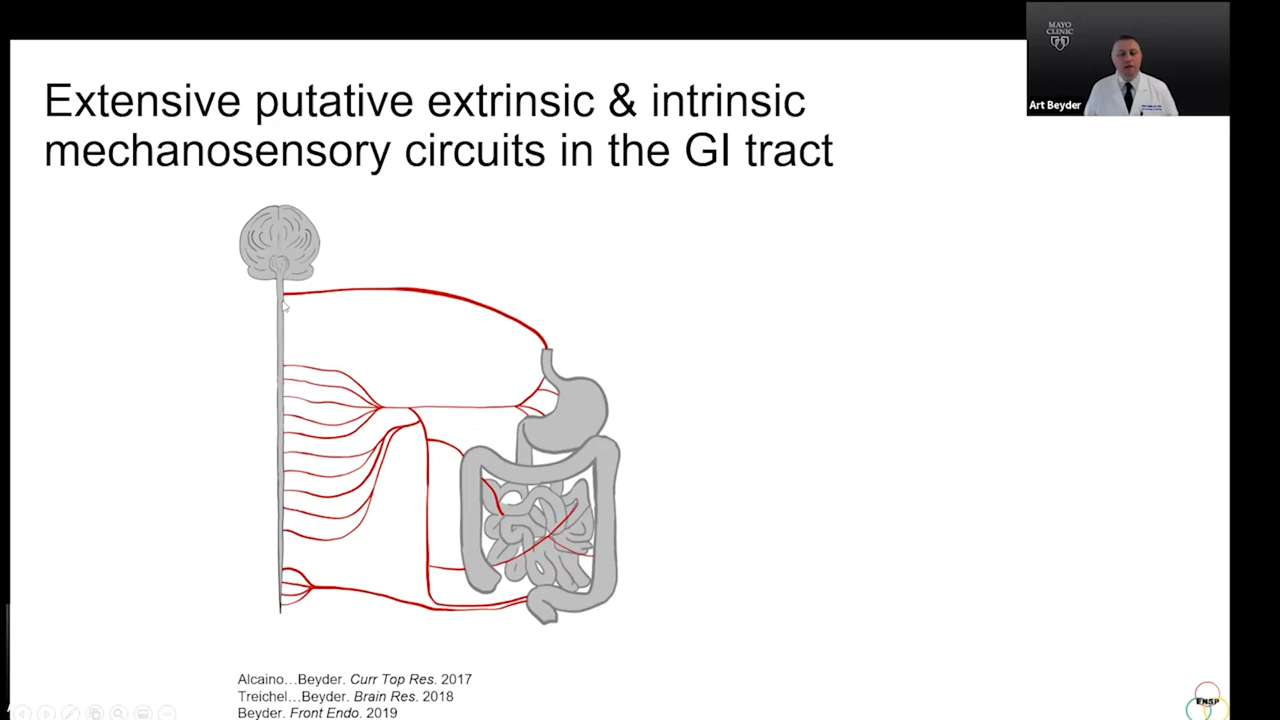 MAYO
CLINIC
Art Beyder
Extensive putative extrinsic & intrinsic
mechanosensory circuits in the GI tract
Alcaino…Beyder. Curr Top Res. 2017
Treichel…Beyder. Brain Res. 2018
Beyder. Front Endo. 2019
ENSP